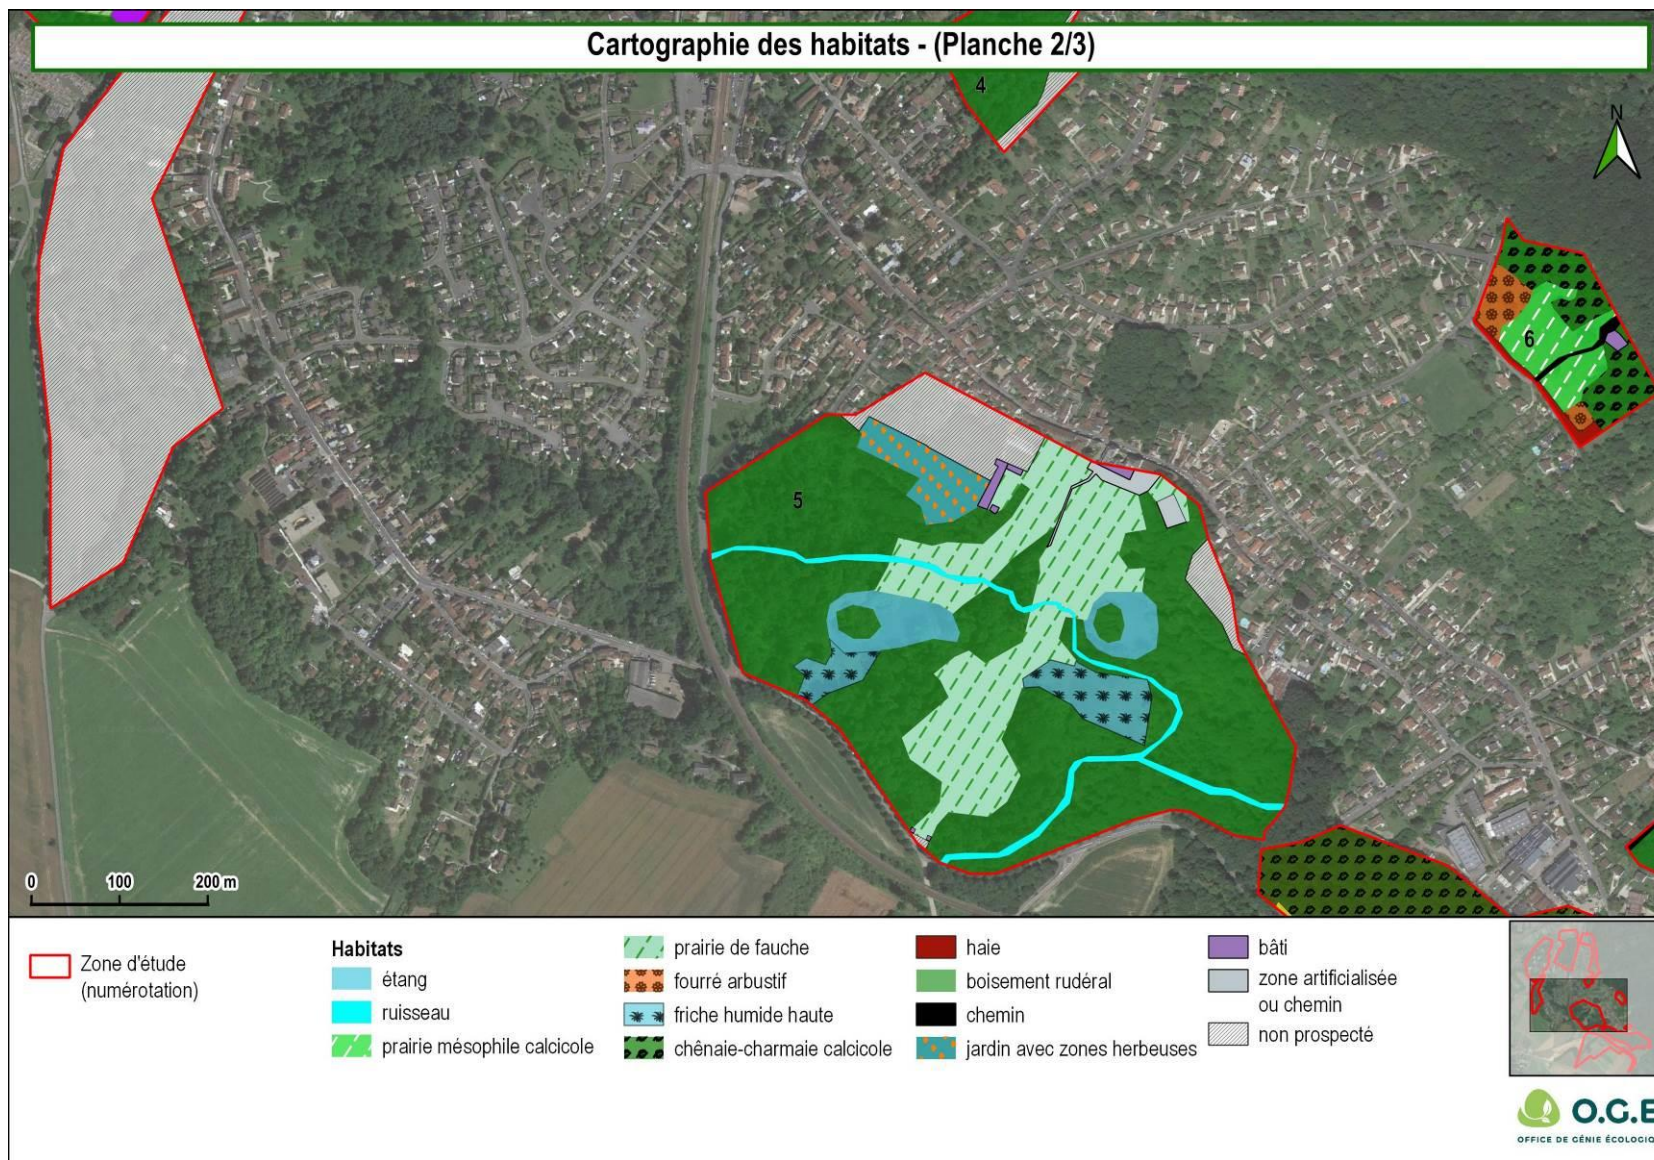 Cartographie des habitats - (Planche 2/3)
4
N
6
5
0 100 200 m
Zone d'étude
(numérotation)
Habitats
étang
ruisseau
prairie mésophile calcicole
prairie de fauche
fourré arbustif
friche humide haute
chênaie-charmaie calcicole
haie
boisement rudéral
chemin
jardin avec zones herbeuses
bâti
zone artificialisée
ou chemin
non prospecté
O.G.E
OFFICE DE GÉNIE ÉCOLOGIQ